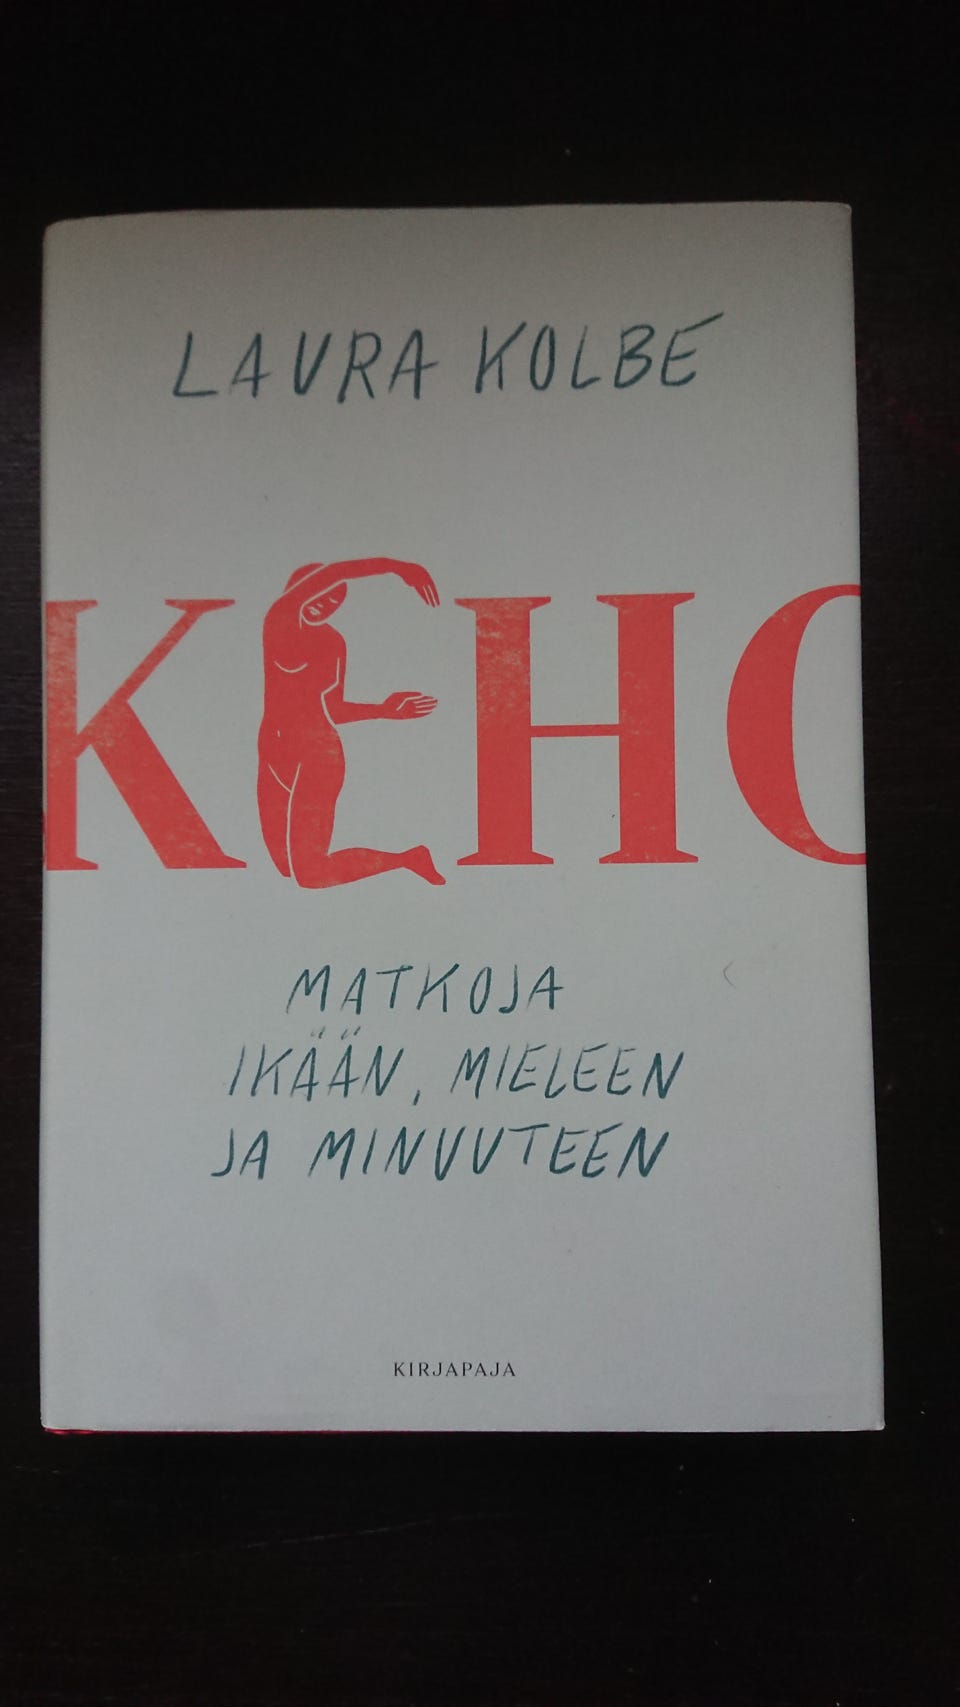 LAURA KOLBE
KEHO
MATKOJA
IKÄÄN, MIELEEN
JA MINUUTEEN
KIRJAPAJA